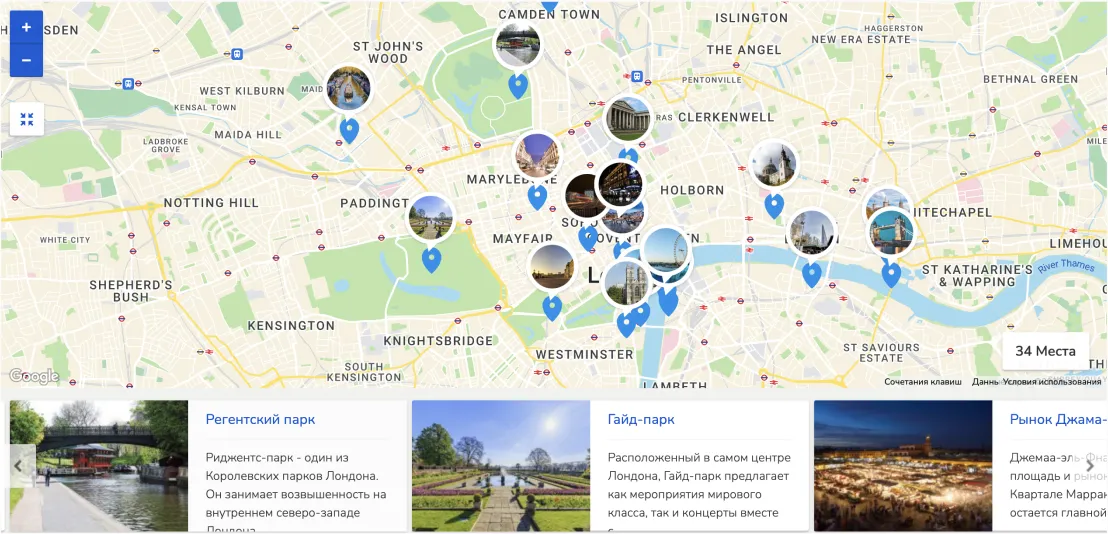 CAMDEN TOWN
ISLINGTON
+
ST JOHN'S
WOOD
HAGGERSTON
NEW ERA ESTATE
THE ANGEL
−
PENTONVILLE
BETHNAL GREEN
WEST KILBURN
KENSAL TOWN
CLERKENWELL
MAIDA HILL
LADBROKE
GROVE
HOLBORN
NOTTING HILL
MAYFAIR
WHITE CITY
LIMEHOU
River Thames
ST KATHARINE'S
& WAPPING
SHEPHERD'S
BUSH
KENSINGTON
KNIGHTSBRIDGE
WESTMINSTER
ST SAVIOURS
ESTATE
34 Места
SOUTH
KENSINGTON
Google
LAMBETH
Сочетания клавиш
Данны
Условия использования
Регентский парк
Риджентс-парк - один из
Королевских парков Лондона.
Он занимает возвышенность на
внутреннем северо-западе
Лондона
Гайд-парк
Расположенный в самом центре
Лондона, Гайд-парк предлагает
как мероприятия мирового
класса, так и концерты вместе
с
Рынок Джама-
Джемаа-эль-Фна
площадь и рыно
Квартале Марра
остается главной